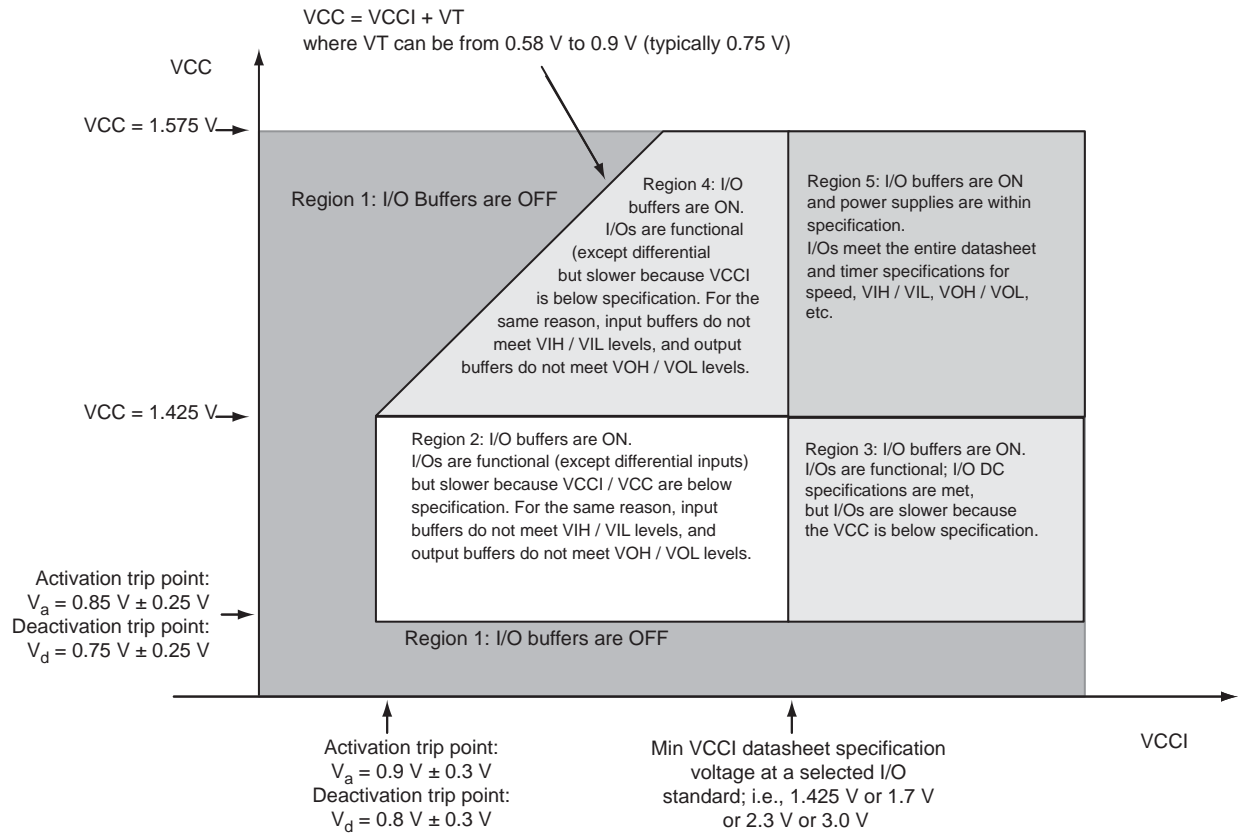 VCC = VCCI + VT
where VT can be from 0.58 V to 0.9 V (typically 0.75 V)
VCC
VCC = 1.575 V
Region 1: I/O Buffers are OFF
Region 4: I/O
buffers are ON.
I/Os are functional
(except differential
but slower because VCCI
is below specification. For the
same reason, input buffers do not
meet VIH / VIL levels, and output
buffers do not meet VOH / VOL levels.
Region 5: I/O buffers are ON
and power supplies are within
specification.
I/Os meet the entire datasheet
and timer specifications for
speed, VIH / VIL, VOH / VOL,
etc.
VCC = 1.425 V
Region 2: I/O buffers are ON.
I/Os are functional (except differential inputs)
but slower because VCCI / VCC are below
specification. For the same reason, input
buffers do not meet VIH / VIL levels, and
output buffers do not meet VOH / VOL levels.
Region 3: I/O buffers are ON.
I/Os are functional; I/O DC
specifications are met,
but I/Os are slower because
the VCC is below specification.
Activation trip point:
Va = 0.85 V ± 0.25 V
Deactivation trip point:
Vd = 0.75 V ± 0.25 V
Region 1: I/O buffers are OFF
Activation trip point:
Va = 0.9 V ± 0.3 V
Deactivation trip point:
Vd = 0.8 V ± 0.3 V
Min VCCI datasheet specification
voltage at a selected I/O
standard; i.e., 1.425 V or 1.7 V
or 2.3 V or 3.0 V
VCCI